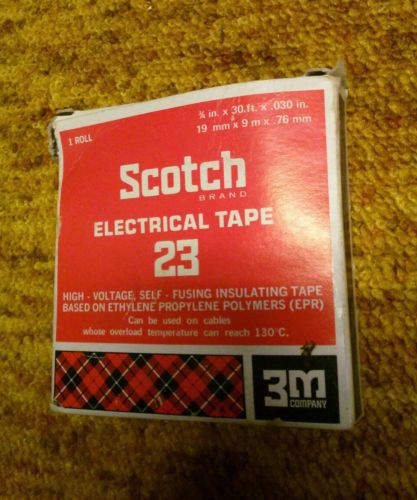 ¾ in. x 30.ft. x .030 in.
19 mm x 9 m x .76 mm
1 ROLL
Scotch
BRAND
ELECTRICAL TAPE
23
HIGH - VOLTAGE, SELF - FUSING INSULATING TAPE
BASED ON ETHYLENE PROPYLENE POLYMERS (EPR)
Can be used on cables
whose overload temperature can reach 130°C.
3M
COMPANY